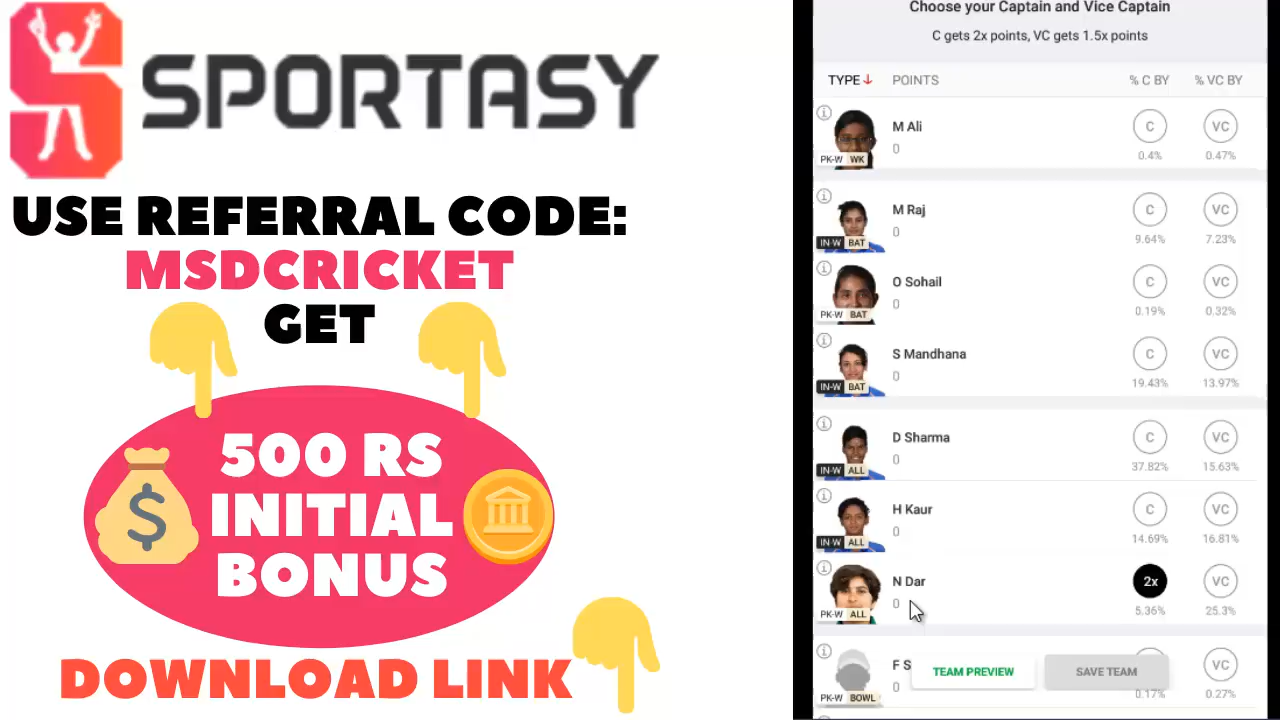 SPORTASY
USE REFERRAL CODE:
MSDCRICKET
GET
500 RS
INITIAL
BONUS
DOWNLOAD LINK
Choose your Captain and Vice Captain
C gets 2x points, VC gets 1.5x points
TYPE↓ POINTS % C BY % VC BY
M Ali C VC
0
PK-W WK 0.4% 0.47%
M Raj C VC
0
IN-W BAT 9.64% 7.23%
O Sohail C VC
0
PK-W BAT 0.19% 0.32%
S Mandhana C VC
0
IN-W BAT 19.43% 13.97%
D Sharma C VC
0
IN-W ALL 37.82% 15.63%
H Kaur C VC
0
IN-W ALL 14.69% 16.81%
N Dar 2x VC
0
PK-W ALL 5.36% 25.3%
F S VC
TEAM PREVIEW SAVE TEAM
0
PK-W BOWL 0.17% 0.27%